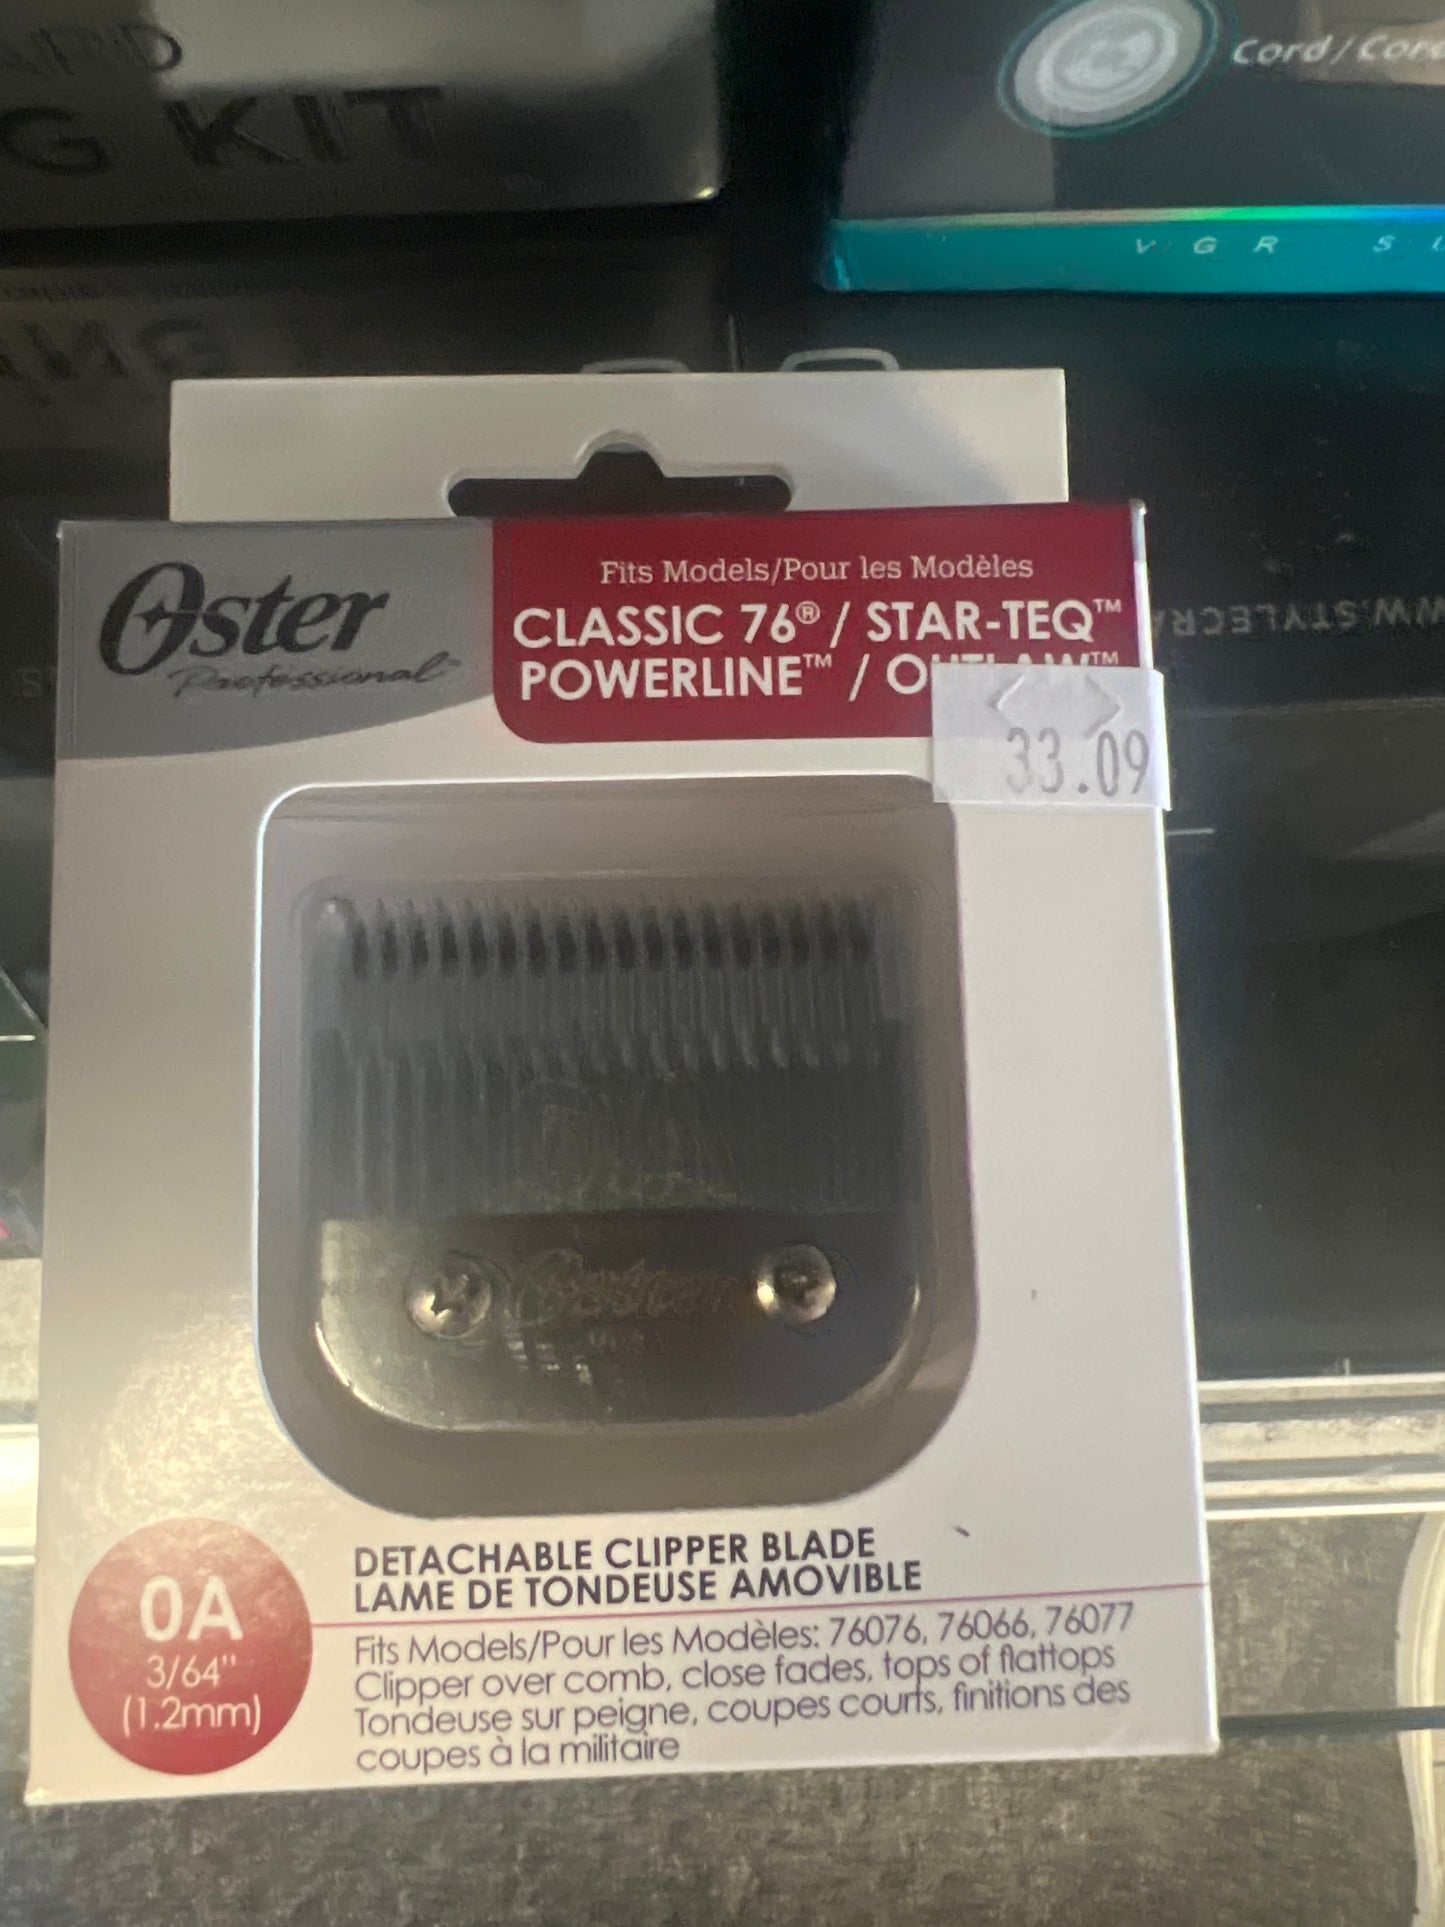 G KIT
Cord/Cor
V G R S
Oster
Professional
Fits Models/Pour les Modèles
CLASSIC 76® / STAR-TEQ™
POWERLINE™ / OUTLAW™
33.09
Oster
DETACHABLE CLIPPER BLADE
LAME DE TONDEUSE AMOVIBLE
0A
3/64"
(1.2mm)
Fits Models/Pour les Modèles: 76076, 76066, 76077
Clipper over comb, close fades, tops of flattops
Tondeuse sur peigne, coupes courts, finitions des
coupes à la militaire